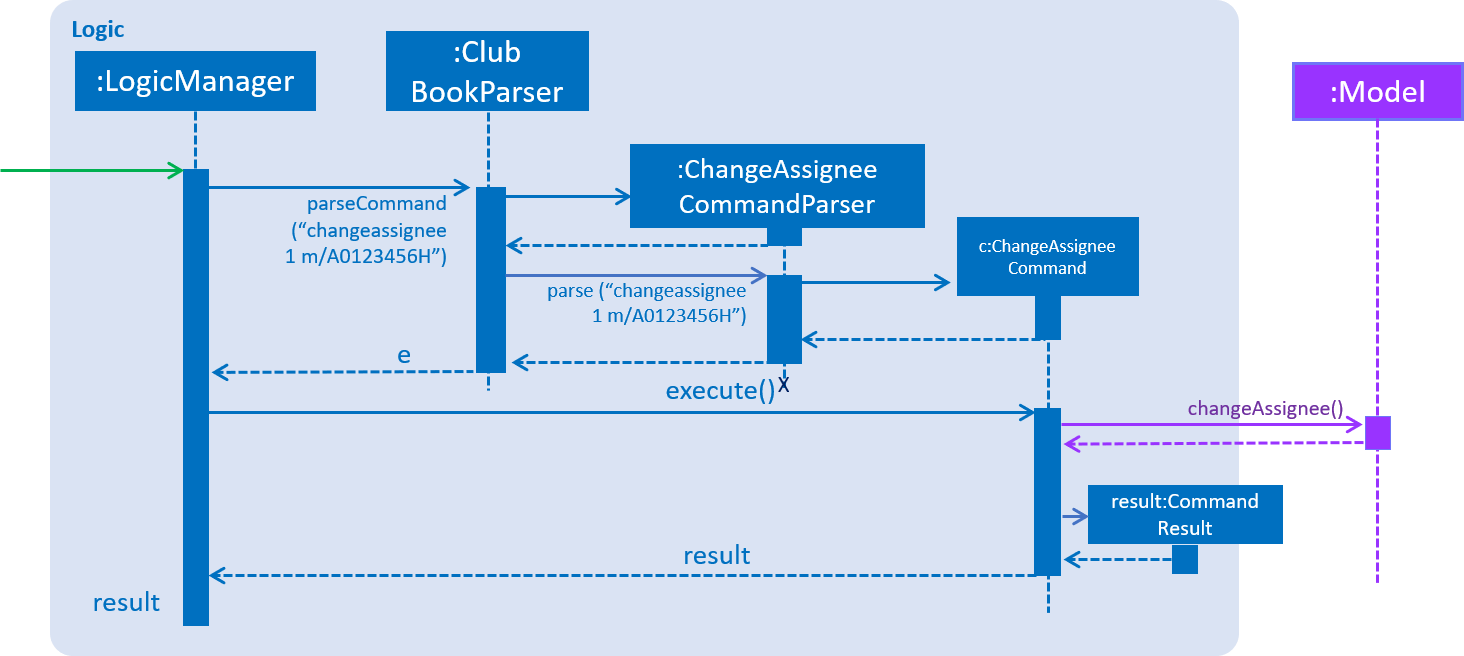 Logic
:LogicManager
:Club
BookParser
:Model
:ChangeAssignee
CommandParser
parseCommand
(“changeassignee
1 m/A0123456H”)
c:ChangeAssignee
Command
parse (“changeassignee
1 m/A0123456H”)
e
X
execute()
changeAssignee()
result:Command
Result
result
result